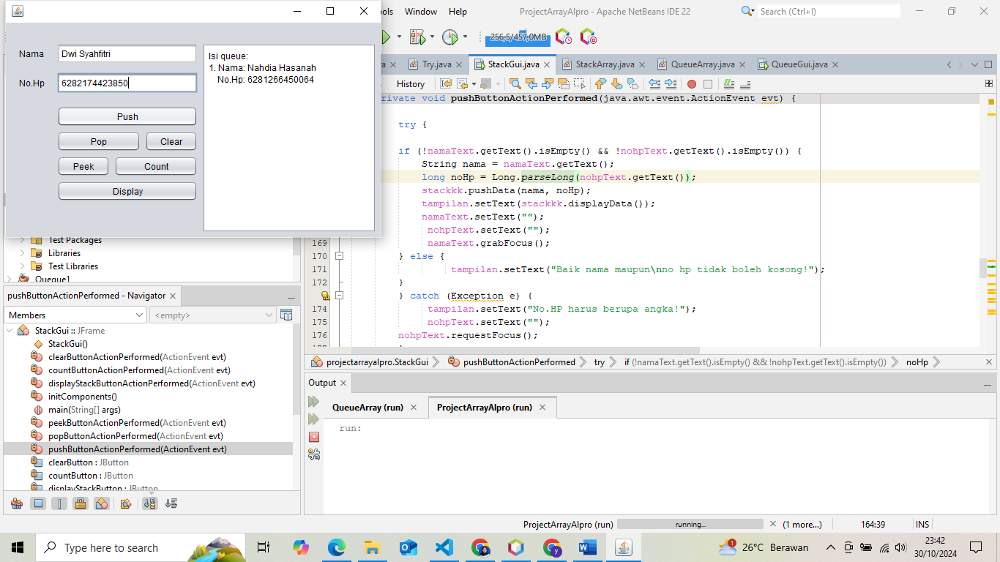 ols Window Help ProjectArrayAlpro - Apache NetBeans IDE 22 Search (Ctrl+I)
256,5/457,0MB
Nama Dwi Syahfitri
No.Hp 6282174423850
Push
Pop Clear
Peek Count
Display
Isi queue:
1. Nama: Nahdia Hasanah
No.Hp: 6281266450064
a Try.java StackGui.java StackArray.java QueueArray.java QueueGui.java
History
rivate void pushButtonActionPerformed(java.awt.event.ActionEvent evt) {
try {
if (!namaText.getText().isEmpty() && !nohpText.getText().isEmpty()) {
String nama = namaText.getText();
long noHp = Long.parseLong(nohpText.getText());
stackkk.pushData(nama, noHp);
tampilan.setText(stackkk.displayData());
namaText.setText("");
nohpText.setText("");
169 namaText.grabFocus();
170 } else {
171 tampilan.setText("Baik nama maupun\nno hp tidak boleh kosong!");
172 }
} catch (Exception e) {
174 tampilan.setText("No.HP harus berupa angka!");
175 nohpText.setText("");
176 nohpText.requestFocus();
Test Packages
Libraries
Test Libraries
Queque1
pushButtonActionPerformed - Navigator
Members <empty>
StackGui :: JFrame
StackGui()
clearButtonActionPerformed(ActionEvent evt)
countButtonActionPerformed(ActionEvent evt)
displayStackButtonActionPerformed(ActionEvent evt)
initComponents()
main(String[] args)
peekButtonActionPerformed(ActionEvent evt)
popButtonActionPerformed(ActionEvent evt)
pushButtonActionPerformed(ActionEvent evt)
clearButton : JButton
countButton : JButton
displayStackButton : JButton
projectarrayalpro.StackGui pushButtonActionPerformed try if (!namaText.getText().isEmpty() && !nohpText.getText().isEmpty()) noHp
Output
QueueArray (run) ProjectArrayAlpro (run)
run:
ProjectArrayAlpro (run) running... (1 more...) 164:39 INS
Type here to search
26°C Berawan
23:42
30/10/2024